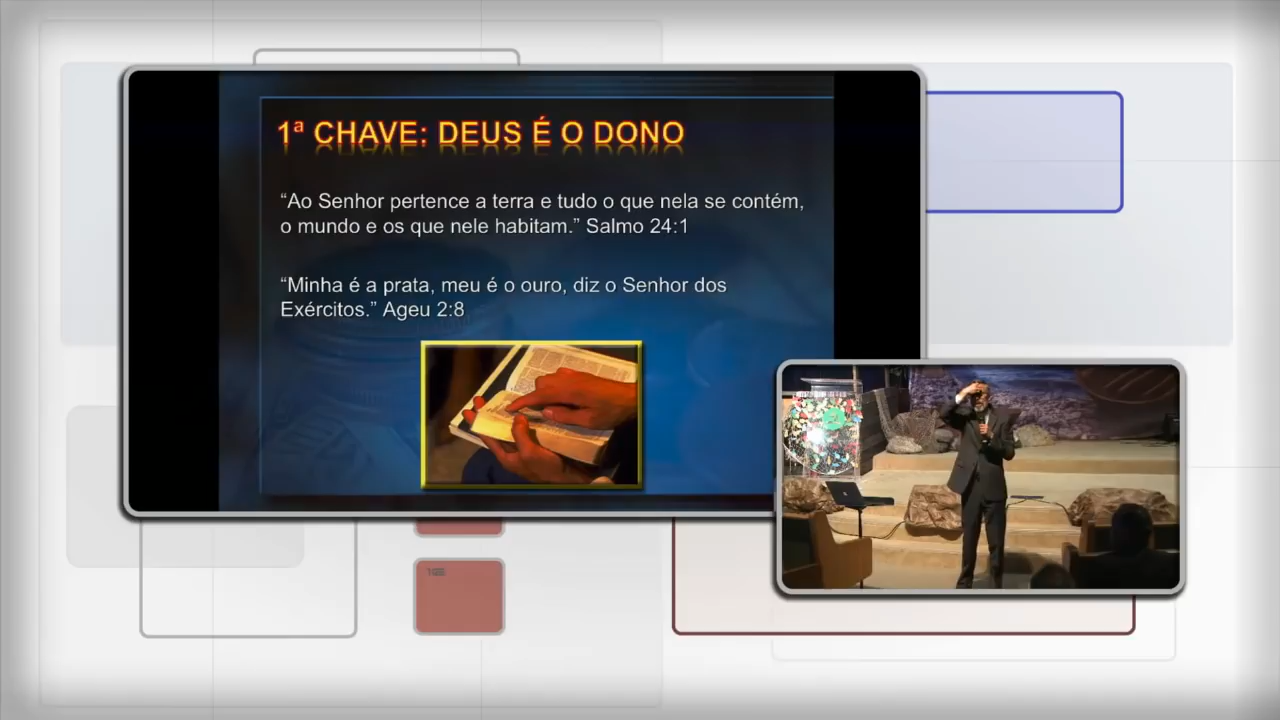 1ª CHAVE: DEUS É O DONO
“Ao Senhor pertence a terra e tudo o que nela se contém,
o mundo e os que nele habitam.” Salmo 24:1
“Minha é a prata, meu é o ouro, diz o Senhor dos
Exércitos.” Ageu 2:8